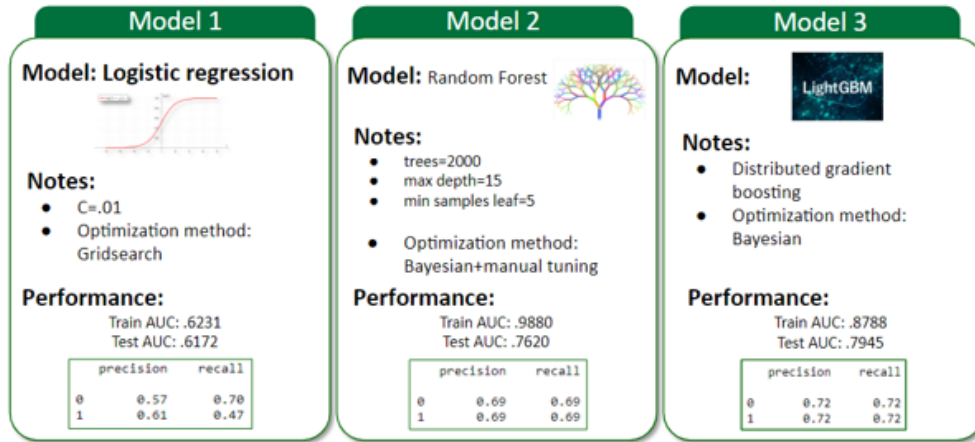 Model 1
Model: Logistic regression
Notes:
● C=.01
● Optimization method:
Gridsearch
Performance:
Train AUC: .6231
Test AUC: .6172
precision recall
0 0.57 0.70
1 0.61 0.47
Model 2
Model: Random Forest
Notes:
● trees=2000
● max depth=15
● min samples leaf=5
● Optimization method:
Bayesian+manual tuning
Performance:
Train AUC: .9880
Test AUC: .7620
precision recall
0 0.69 0.69
1 0.69 0.69
Model 3
Model: LightGBM
Notes:
● Distributed gradient
boosting
● Optimization method:
Bayesian
Performance:
Train AUC: .8788
Test AUC: .7945
precision recall
0 0.72 0.72
1 0.72 0.72